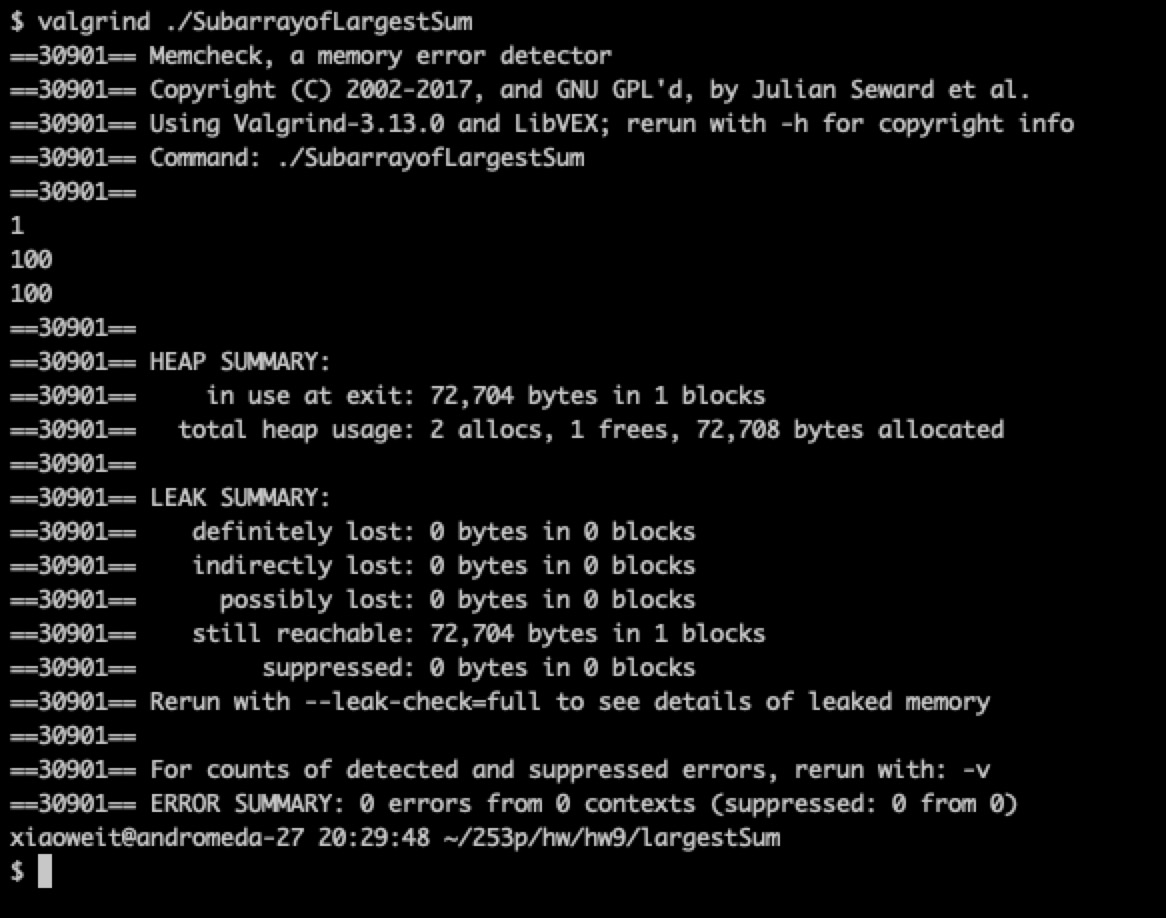 $ valgrind ./SubarrayofLargestSum
==30901== Memcheck, a memory error detector
==30901== Copyright (C) 2002-2017, and GNU GPL'd, by Julian Seward et al.
==30901== Using Valgrind-3.13.0 and LibVEX; rerun with -h for copyright info
==30901== Command: ./SubarrayofLargestSum
==30901==
1
100
100
==30901==
==30901== HEAP SUMMARY:
==30901==     in use at exit: 72,704 bytes in 1 blocks
==30901==   total heap usage: 2 allocs, 1 frees, 72,708 bytes allocated
==30901==
==30901== LEAK SUMMARY:
==30901==    definitely lost: 0 bytes in 0 blocks
==30901==    indirectly lost: 0 bytes in 0 blocks
==30901==      possibly lost: 0 bytes in 0 blocks
==30901==    still reachable: 72,704 bytes in 1 blocks
==30901==         suppressed: 0 bytes in 0 blocks
==30901== Rerun with --leak-check=full to see details of leaked memory
==30901==
==30901== For counts of detected and suppressed errors, rerun with: -v
==30901== ERROR SUMMARY: 0 errors from 0 contexts (suppressed: 0 from 0)
xiaoweit@andromeda-27 20:29:48 ~/253p/hw/hw9/largestSum
$